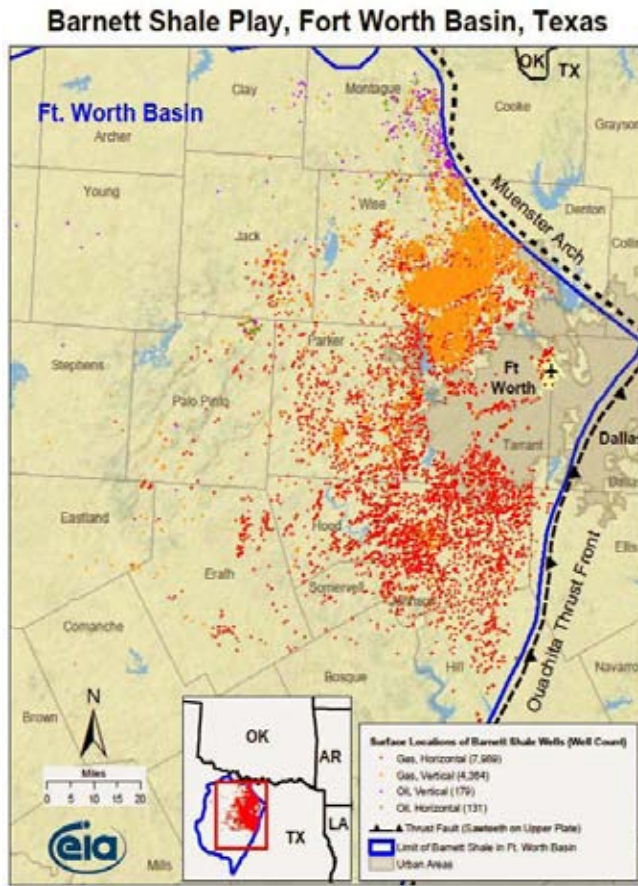 Barnett Shale Play, Fort Worth Basin, Texas
OK
TX
Clay
Montague
Cooke
Grayson
Ft. Worth Basin
Archer
Young
Jack
Wise
Muenster Arch
Denton
Collin
Stephens
Palo Pinto
Parker
Ft
Worth
Tarrant
Dallas
Dallas
Eastland
Erath
Hood
Somervell
Johnson
Ellis
Ouachita Thrust Front
Comanche
Bosque
Hill
Navarro
Brown
Mills
N
Miles
0 5 10 15 20
eia
OK
AR
TX
LA
Surface Locations of Barnett Shale Wells (Well Count)
Gas, Horizontal (7,989)
Gas, Vertical (4,364)
Oil, Vertical (179)
Oil, Horizontal (131)
Thrust Fault (Sawteeth on Upper Plate)
Limit of Barnett Shale in Ft. Worth Basin
Urban Areas